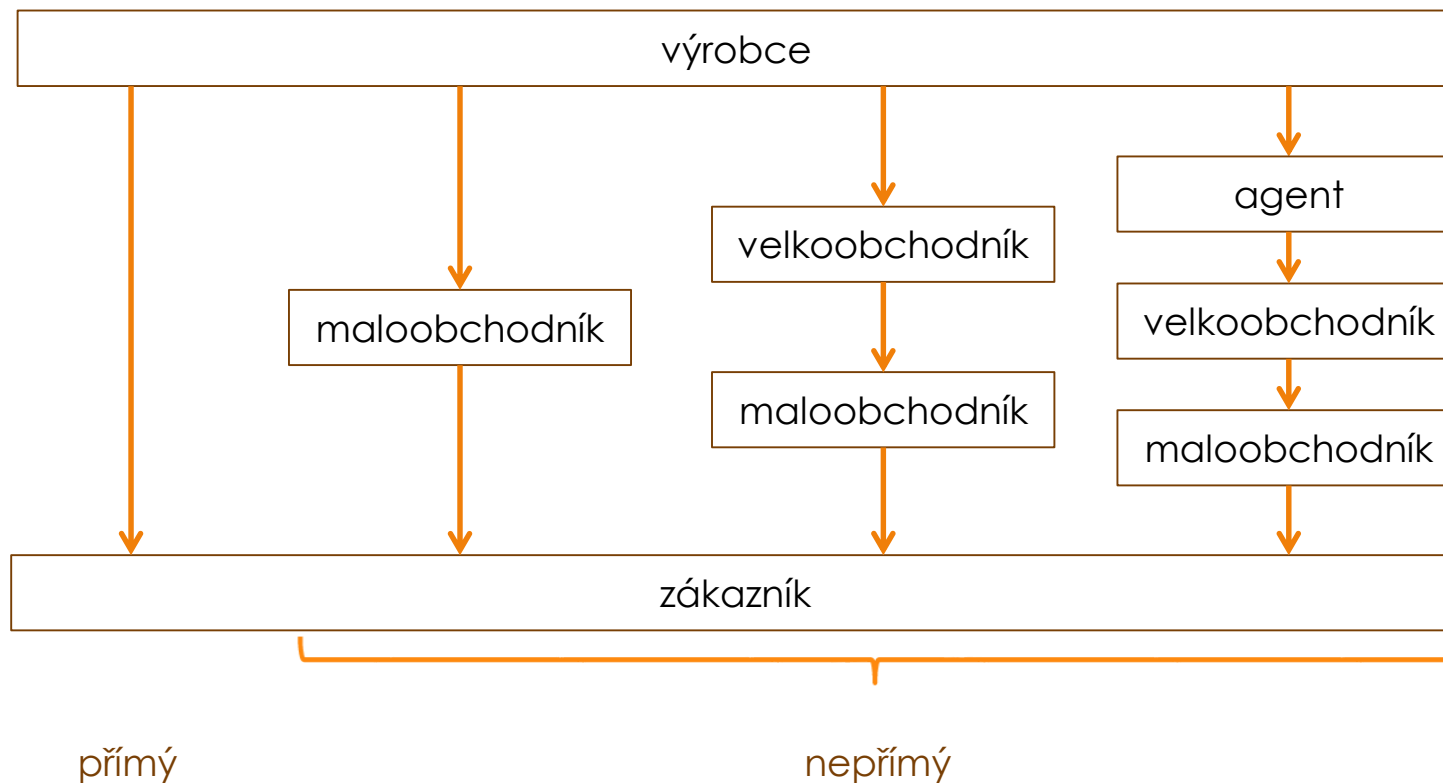 výrobce
agent
velkoobchodník
velkoobchodník
maloobchodník
maloobchodník
maloobchodník
zákazník
přímý
nepřímý